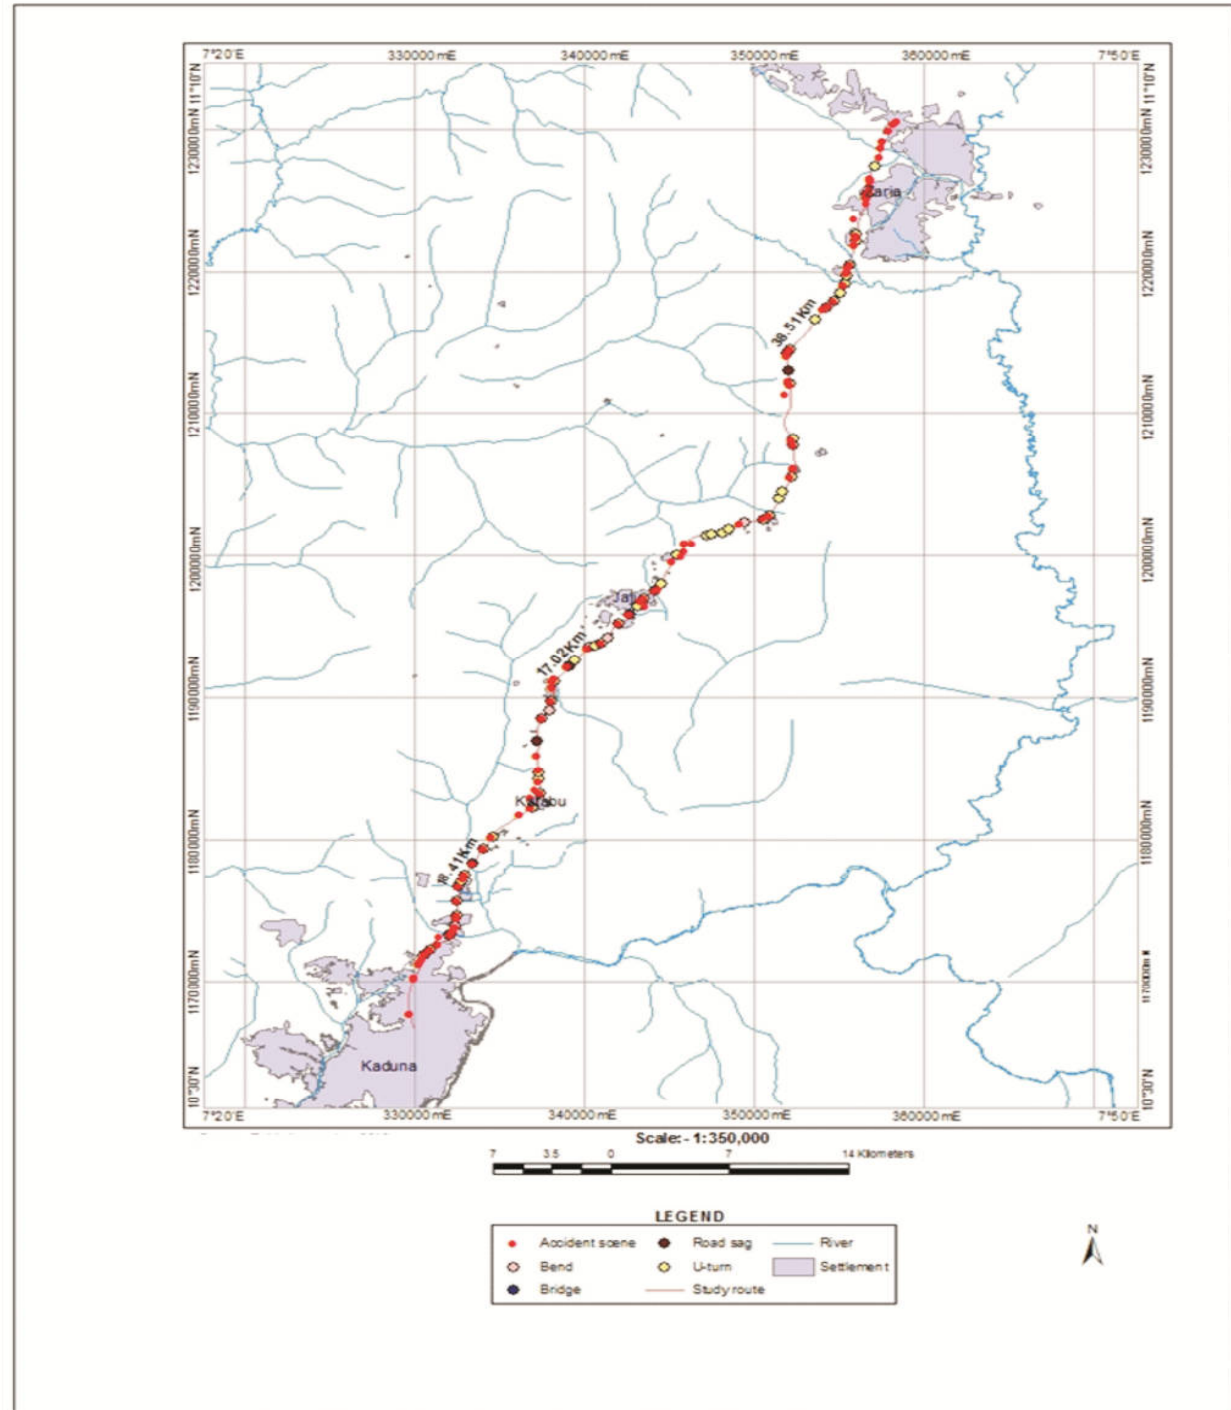 7°20'E 330000mE 340000mE 350000mE 360000mE 7°50'E
11°10'N 11°10'N
1230000mN 1230000mN
Zaria
1220000mN 1220000mN
38.51Km
1210000mN 1210000mN
1200000mN 1200000mN
17.02Km
1190000mN 1190000mN
1180000mN 1180000mN
18.41Km
1170000mN 1170000mN
Kaduna
10°30'N 10°30'N
7°20'E 330000mE 340000mE 350000mE 360000mE 7°50'E
Scale:- 1:350,000
7 3.5 0 7 14 Kilometers
LEGEND
Accident scene Road sag River
Bend U-turn Settlement
Bridge Study route
N